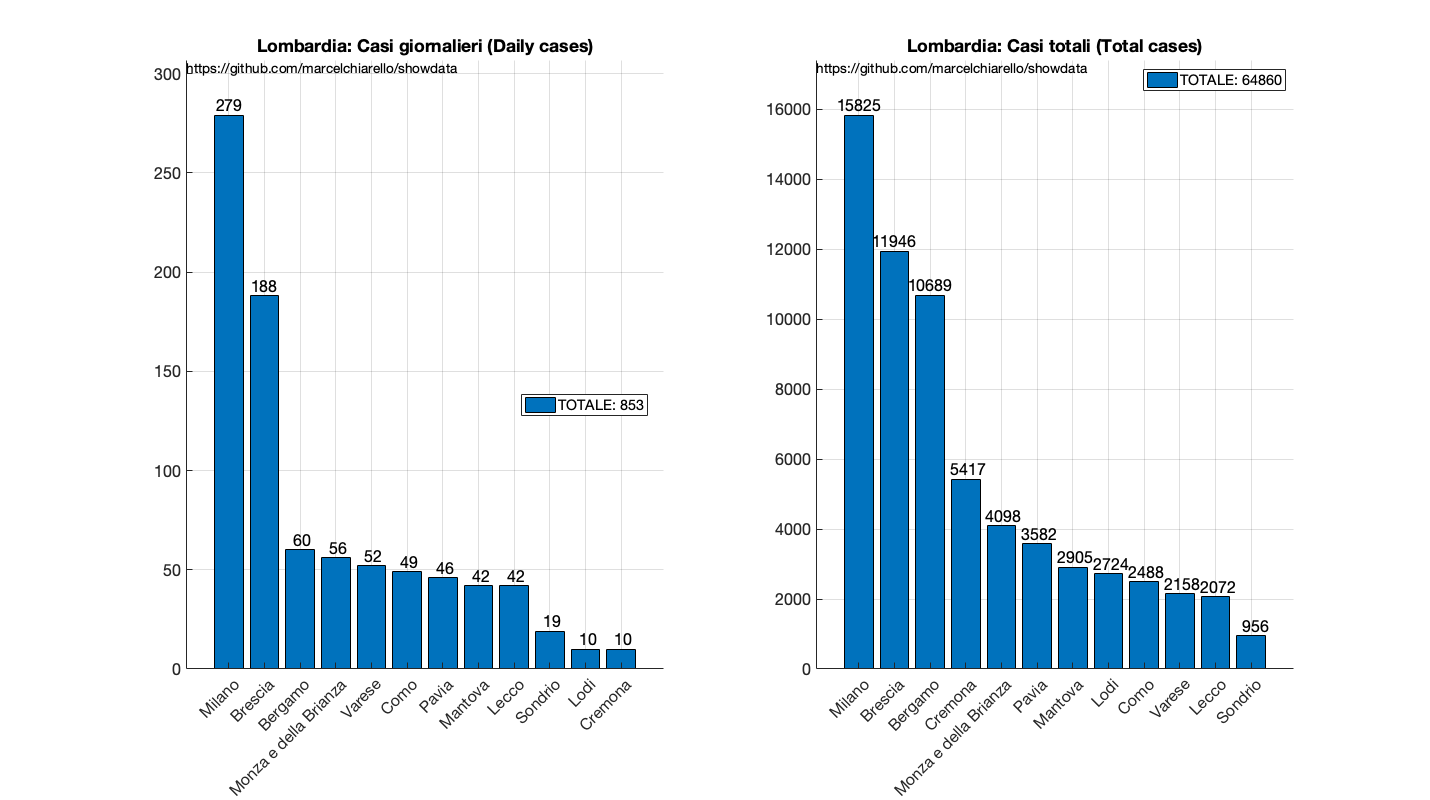 Lombardia: Casi giornalieri (Daily cases)
https://github.com/marcelchiarello/showdata
300
250
200
150
100
50
0
279
188
60
56
52
49
46
42
42
19
10
10
TOTALE: 853
Milano
Brescia
Bergamo
Monza e della Brianza
Varese
Como
Pavia
Mantova
Lecco
Sondrio
Lodi
Cremona
Lombardia: Casi totali (Total cases)
https://github.com/marcelchiarello/showdata
TOTALE: 64860
16000
14000
12000
10000
8000
6000
4000
2000
0
15825
11946
10689
5417
4098
3582
2905
2724
2488
2158
2072
956
Milano
Brescia
Bergamo
Cremona
Monza e della Brianza
Pavia
Mantova
Lodi
Como
Varese
Lecco
Sondrio